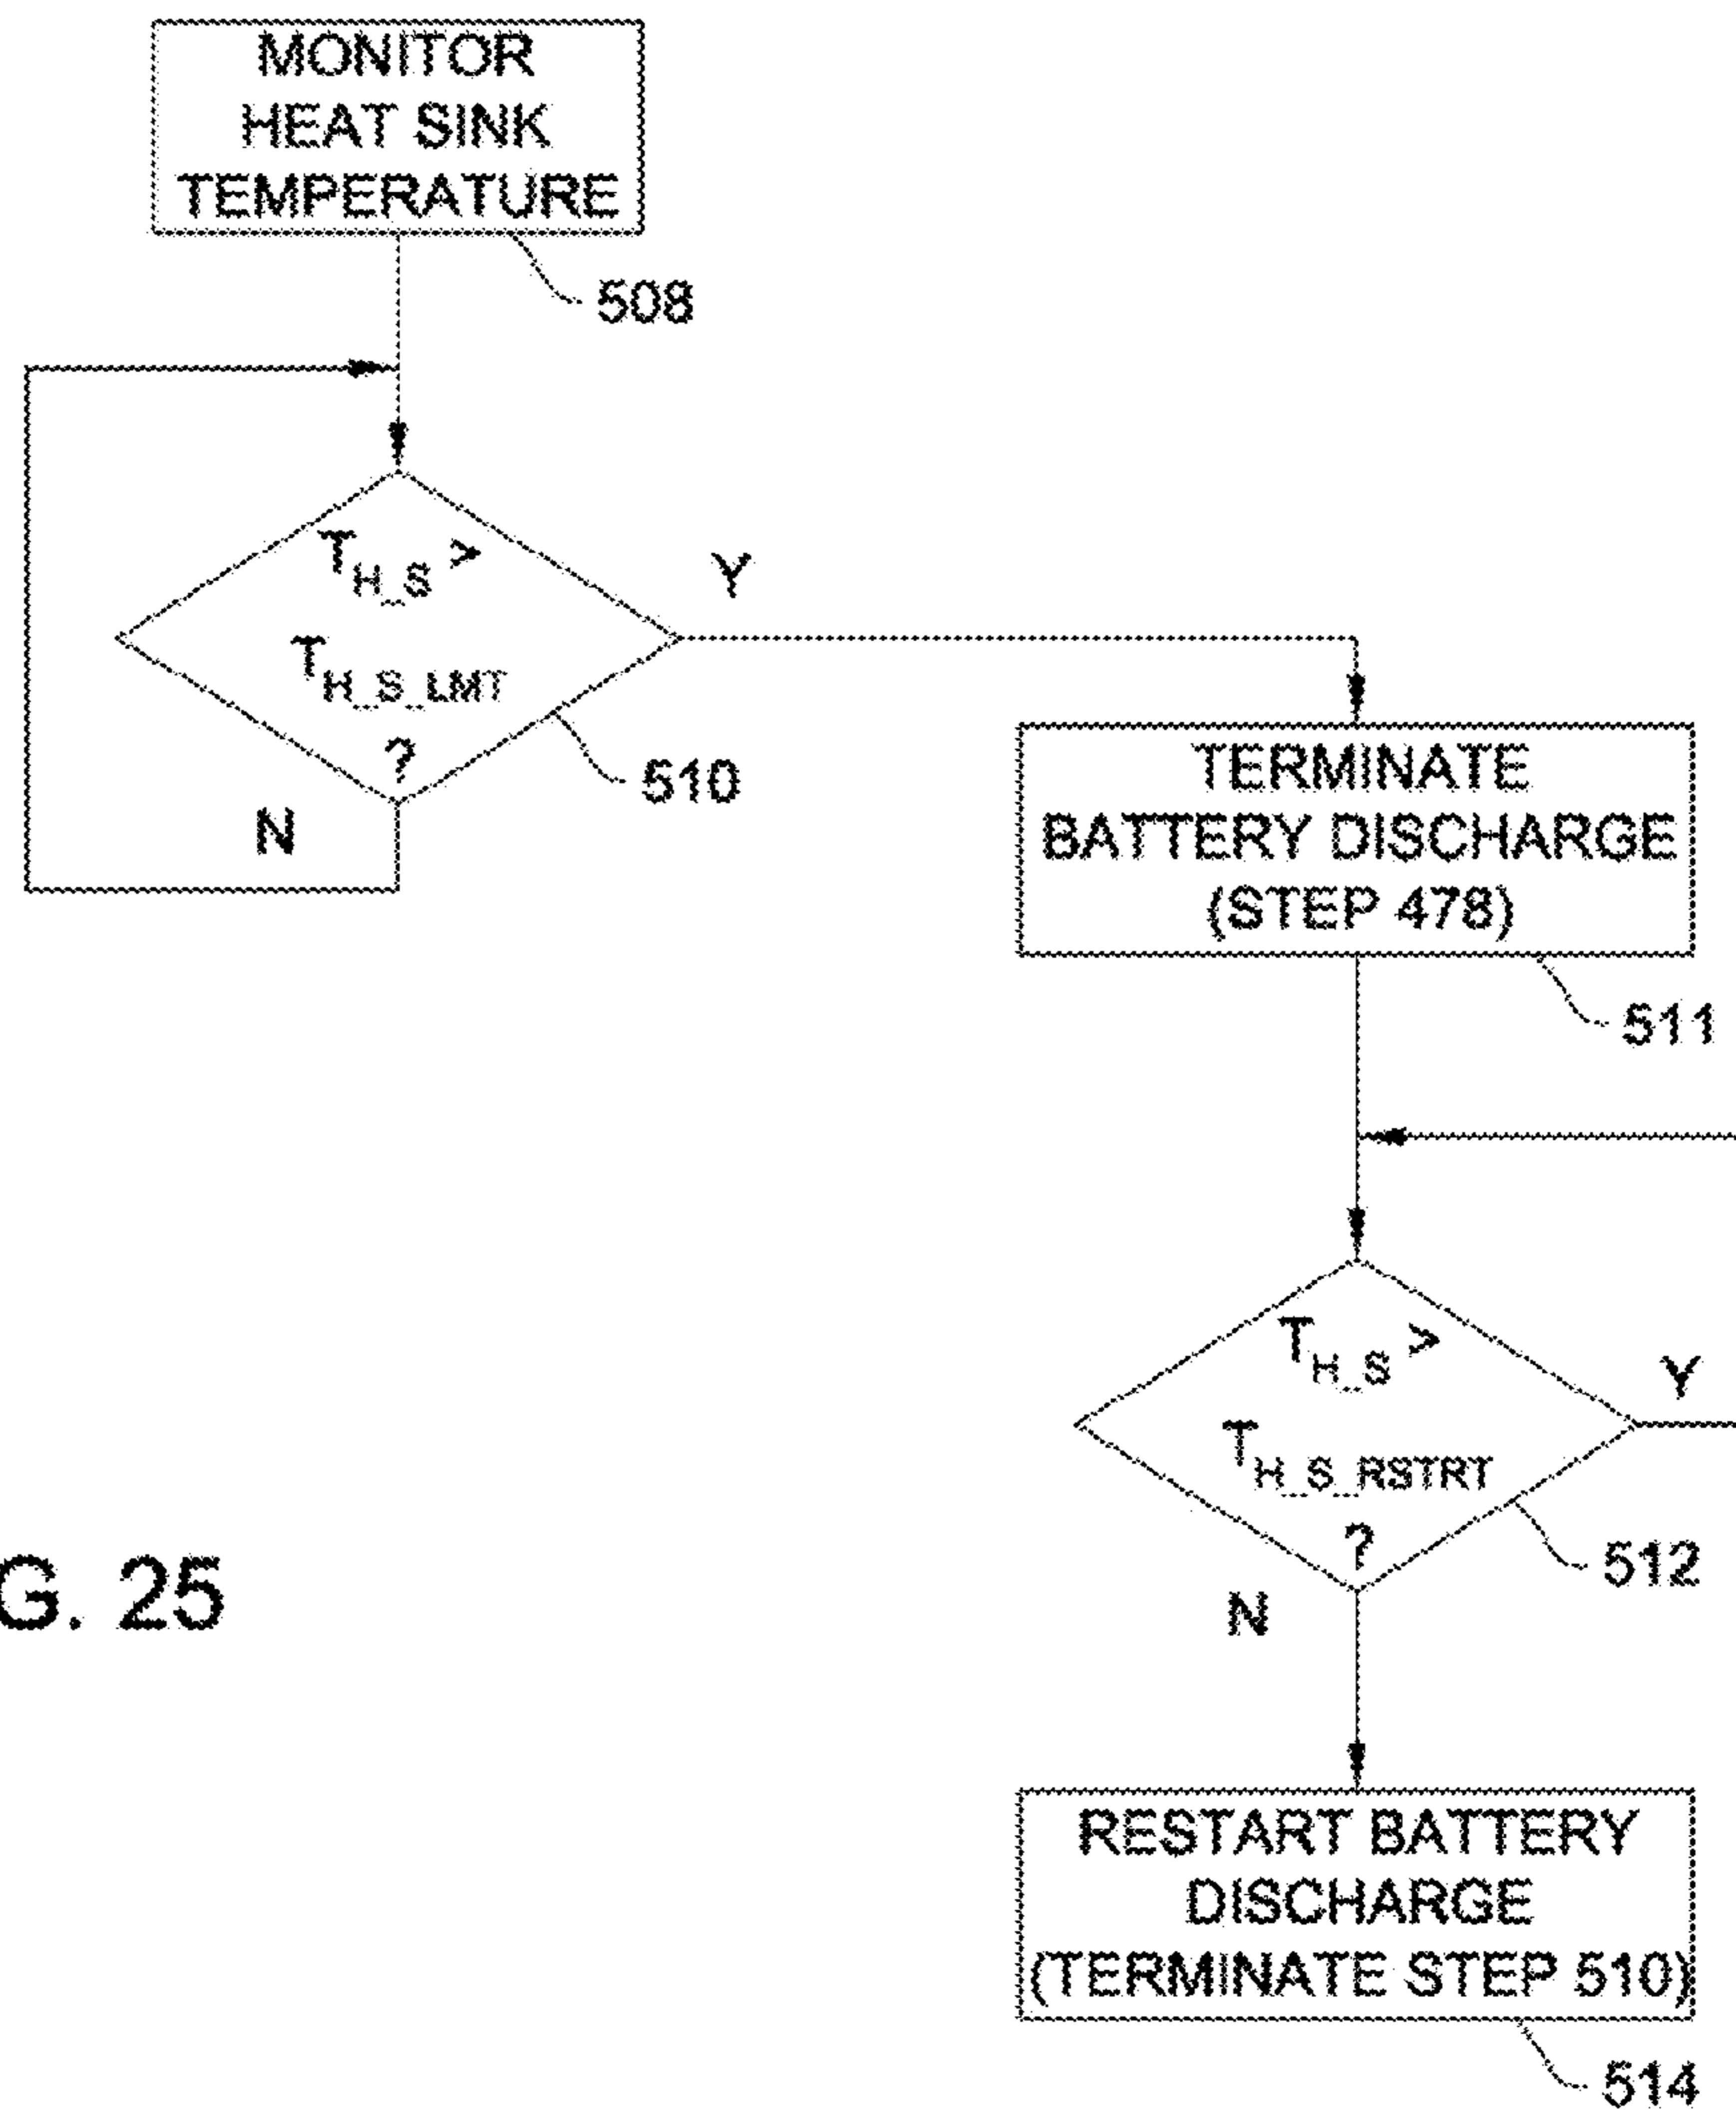 MONITOR
HEAT SINK
TEMPERATURE
508
T_H_S >
T_H_S_LMT
?
Y
N
510
TERMINATE
BATTERY DISCHARGE
(STEP 478)
511
T_H_S >
T_H_S_RSTRT
?
Y
N
512
G. 25
RESTART BATTERY
DISCHARGE
(TERMINATE STEP 510)
514